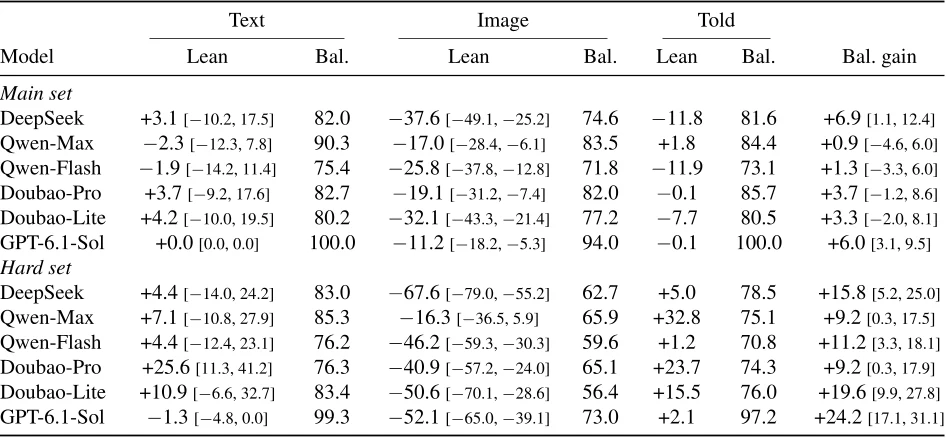 Text Image Told
Model Lean Bal. Lean Bal. Lean Bal. Bal. gain
Main set
DeepSeek +3.1 [−10.2, 17.5] 82.0 −37.6 [−49.1, −25.2] 74.6 −11.8 81.6 +6.9 [1.1, 12.4]
Qwen-Max −2.3 [−12.3, 7.8] 90.3 −17.0 [−28.4, −6.1] 83.5 +1.8 84.4 +0.9 [−4.6, 6.0]
Qwen-Flash −1.9 [−14.2, 11.4] 75.4 −25.8 [−37.8, −12.8] 71.8 −11.9 73.1 +1.3 [−3.3, 6.0]
Doubao-Pro +3.7 [−9.2, 17.6] 82.7 −19.1 [−31.2, −7.4] 82.0 −0.1 85.7 +3.7 [−1.2, 8.6]
Doubao-Lite +4.2 [−10.0, 19.5] 80.2 −32.1 [−43.3, −21.4] 77.2 −7.7 80.5 +3.3 [−2.0, 8.1]
GPT-6.1-Sol +0.0 [0.0, 0.0] 100.0 −11.2 [−18.2, −5.3] 94.0 −0.1 100.0 +6.0 [3.1, 9.5]
Hard set
DeepSeek +4.4 [−14.0, 24.2] 83.0 −67.6 [−79.0, −55.2] 62.7 +5.0 78.5 +15.8 [5.2, 25.0]
Qwen-Max +7.1 [−10.8, 27.9] 85.3 −16.3 [−36.5, 5.9] 65.9 +32.8 75.1 +9.2 [0.3, 17.5]
Qwen-Flash +4.4 [−12.4, 23.1] 76.2 −46.2 [−59.3, −30.3] 59.6 +1.2 70.8 +11.2 [3.3, 18.1]
Doubao-Pro +25.6 [11.3, 41.2] 76.3 −40.9 [−57.2, −24.0] 65.1 +23.7 74.3 +9.2 [0.3, 17.9]
Doubao-Lite +10.9 [−6.6, 32.7] 83.4 −50.6 [−70.1, −28.6] 56.4 +15.5 76.0 +19.6 [9.9, 27.8]
GPT-6.1-Sol −1.3 [−4.8, 0.0] 99.3 −52.1 [−65.0, −39.1] 73.0 +2.1 97.2 +24.2 [17.1, 31.1]